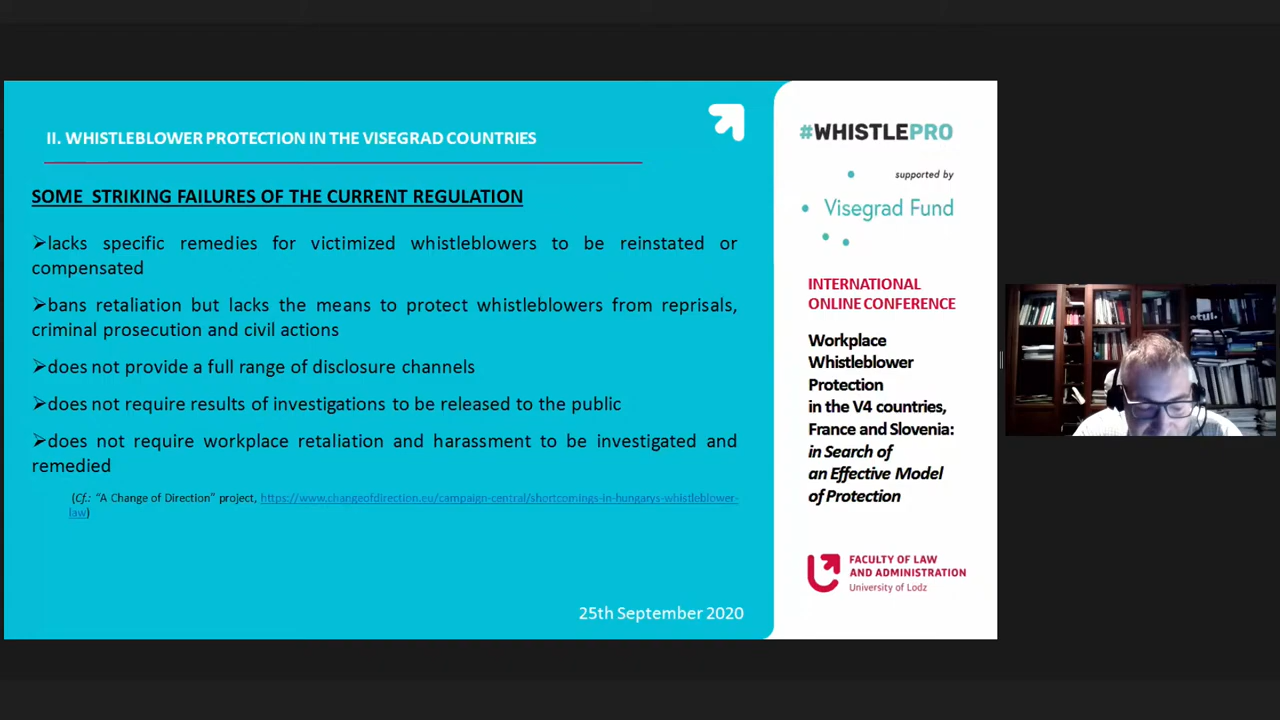 II. WHISTLEBLOWER PROTECTION IN THE VISEGRAD COUNTRIES
SOME STRIKING FAILURES OF THE CURRENT REGULATION
➢lacks specific remedies for victimized whistleblowers to be reinstated or
compensated
➢bans retaliation but lacks the means to protect whistleblowers from reprisals,
criminal prosecution and civil actions
➢does not provide a full range of disclosure channels
➢does not require results of investigations to be released to the public
➢does not require workplace retaliation and harassment to be investigated and
remedied
(Cf.: “A Change of Direction” project, https://www.changeofdirection.eu/campaign-central/shortcomings-in-hungarys-whistleblower-
law)
25th September 2020
#WHISTLEPRO
supported by
Visegrad Fund
INTERNATIONAL
ONLINE CONFERENCE
Workplace
Whistleblower
Protection
in the V4 countries,
France and Slovenia:
in Search of
an Effective Model
of Protection
FACULTY OF LAW
AND ADMINISTRATION
University of Lodz